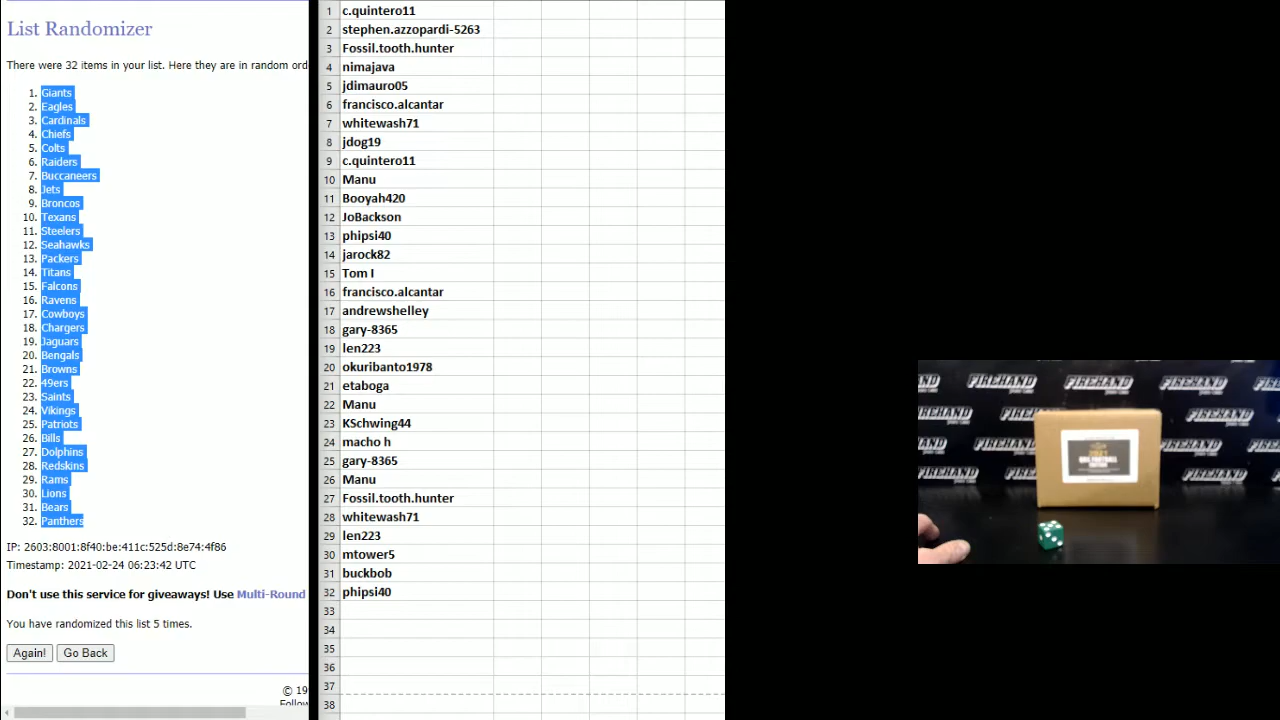 List Randomizer
There were 32 items in your list. Here they are in random ord
1. Giants
2. Eagles
3. Cardinals
4. Chiefs
5. Colts
6. Raiders
7. Buccaneers
8. Jets
9. Broncos
10. Texans
11. Steelers
12. Seahawks
13. Packers
14. Titans
15. Falcons
16. Ravens
17. Cowboys
18. Chargers
19. Jaguars
20. Bengals
21. Browns
22. 49ers
23. Saints
24. Vikings
25. Patriots
26. Bills
27. Dolphins
28. Redskins
29. Rams
30. Lions
31. Bears
32. Panthers
IP: 2603:8001:8f40:be:411c:525d:8e74:4f86
Timestamp: 2021-02-24 06:23:42 UTC
Don't use this service for giveaways! Use Multi-Round
You have randomized this list 5 times.
Again! Go Back
© 19
Follow
1 c.quintero11
2 stephen.azzopardi-5263
3 Fossil.tooth.hunter
4 nimajava
5 jdimauro05
6 francisco.alcantar
7 whitewash71
8 jdog19
9 c.quintero11
10 Manu
11 Booyah420
12 JoBackson
13 phipsi40
14 jarock82
15 Tom I
16 francisco.alcantar
17 andrewshelley
18 gary-8365
19 len223
20 okuribanto1978
21 etaboga
22 Manu
23 KSchwing44
24 macho h
25 gary-8365
26 Manu
27 Fossil.tooth.hunter
28 whitewash71
29 len223
30 mtower5
31 buckbob
32 phipsi40
33
34
35
36
37
38
FIREHAND
2021